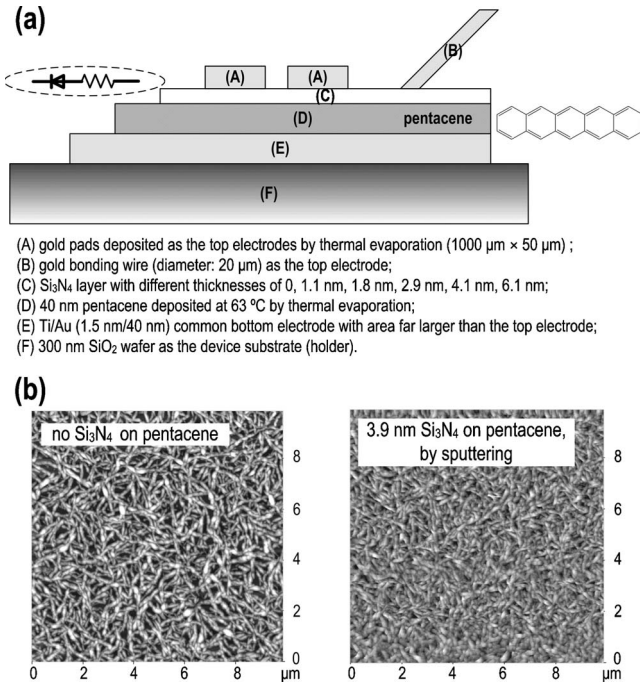 (a)
(B)
(A)
(A)
(C)
(D)
pentacene
(E)
(F)
(A) gold pads deposited as the top electrodes by thermal evaporation (1000 μm × 50 μm) ;
(B) gold bonding wire (diameter: 20 μm) as the top electrode;
(C) Si₃N₄ layer with different thicknesses of 0, 1.1 nm, 1.8 nm, 2.9 nm, 4.1 nm, 6.1 nm;
(D) 40 nm pentacene deposited at 63 ºC by thermal evaporation;
(E) Ti/Au (1.5 nm/40 nm) common bottom electrode with area far larger than the top electrode;
(F) 300 nm SiO₂ wafer as the device substrate (holder).
(b)
no Si₃N₄ on pentacene
8
6
4
2
0
0 2 4 6 8 μm
3.9 nm Si₃N₄ on pentacene,
by sputtering
8
6
4
2
0
0 2 4 6 8 μm